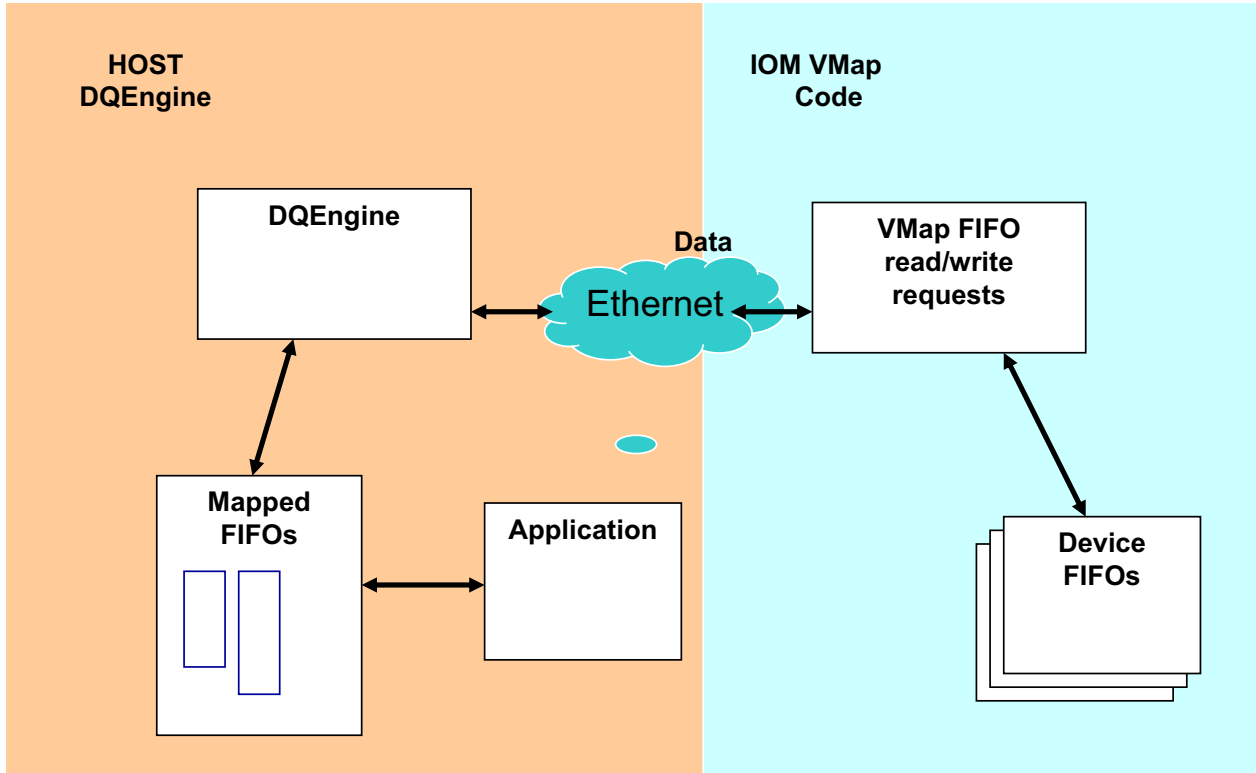 HOST
DQEngine
IOM VMap
Code
DQEngine
Data
Ethernet
VMap FIFO
read/write
requests
Mapped
FIFOs
Application
Device
FIFOs